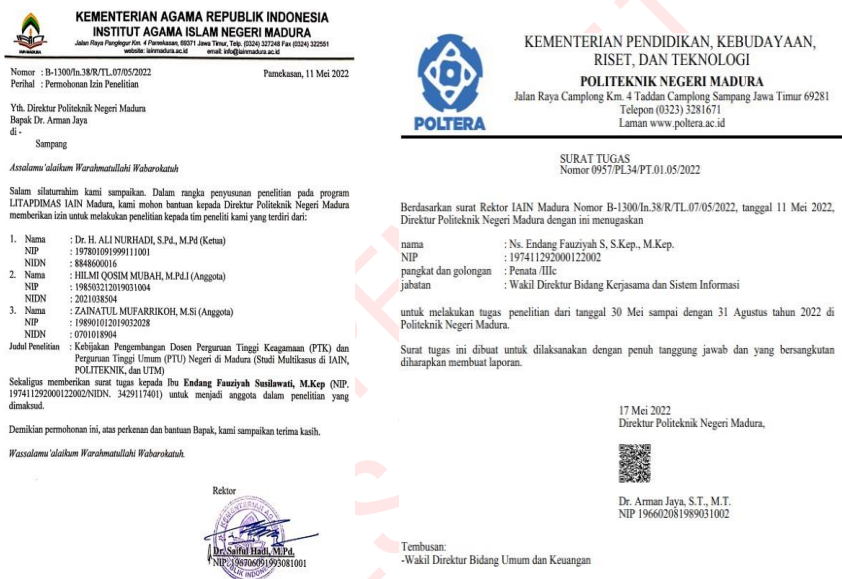 KEMENTERIAN AGAMA REPUBLIK INDONESIA
INSTITUT AGAMA ISLAM NEGERI MADURA
Jalan Raya Panglegur Km. 4 Pamekasan, 69371 Jawa Timur, Telp. (0324) 327248 Fax (0324) 322551
website: iainmadura.ac.id email: info@iainmadura.ac.id
Nomor : B-1300/In.38/R/TL.07/05/2022 Pamekasan, 11 Mei 2022
Perihal : Permohonan Izin Penelitian
Yth. Direktur Politeknik Negeri Madura
Bapak Dr. Arman Jaya
di -
Sampang
Assalamu'alaikum Warahmatullahi Wabarokatuh
Salam silaturrahim kami sampaikan. Dalam rangka penyusunan penelitian pada program
LITAPDIMAS IAIN Madura, kami mohon bantuan kepada Direktur Politeknik Negeri Madura
memberikan izin untuk melakukan penelitian kepada tim peneliti kami yang terdiri dari:
1. Nama : Dr. H. ALI NURHADI, S.Pd., M.Pd (Ketua)
NIP : 197801091999111001
NIDN : 8848600016
2. Nama : HILMI QOSIM MUBAH, M.Pd.I (Anggota)
NIP : 198503212019031004
NIDN : 2021038504
3. Nama : ZAINATUL MUFARRIKOH, M.Si (Anggota)
NIP : 198901012019032028
NIDN : 0701018904
Judul Penelitian : Kebijakan Pengembangan Dosen Perguruan Tinggi Keagamaan (PTK) dan
Perguruan Tinggi Umum (PTU) Negeri di Madura (Studi Multikasus di IAIN,
POLITEKNIK, dan UTM)
Sekaligus memberikan surat tugas kepada Ibu Endang Fauziyah Susilawati, M.Kep (NIP.
197411292000122002/NIDN. 3429117401) untuk menjadi anggota dalam penelitian yang
dimaksud.
Demikian permohonan ini, atas perkenan dan bantuan Bapak, kami sampaikan terima kasih.
Wassalamu'alaikum Warahmatullahi Wabarokatuh.
Rektor
Dr. Saiful Hadi, M.Pd.
NIP. 196706091993081001
POLTERA
KEMENTERIAN PENDIDIKAN, KEBUDAYAAN,
RISET, DAN TEKNOLOGI
POLITEKNIK NEGERI MADURA
Jalan Raya Camplong Km. 4 Taddan Camplong Sampang Jawa Timur 69281
Telepon (0323) 3281671
Laman www.poltera.ac.id
SURAT TUGAS
Nomor 0957/PL34/PT.01.05/2022
Berdasarkan surat Rektor IAIN Madura Nomor B-1300/In.38/R/TL.07/05/2022, tanggal 11 Mei 2022,
Direktur Politeknik Negeri Madura dengan ini menugaskan
nama : Ns. Endang Fauziyah S, S.Kep., M.Kep.
NIP : 197411292000122002
pangkat dan golongan : Penata /IIIc
jabatan : Wakil Direktur Bidang Kerjasama dan Sistem Informasi
untuk melakukan tugas penelitian dari tanggal 30 Mei sampai dengan 31 Agustus tahun 2022 di
Politeknik Negeri Madura.
Surat tugas ini dibuat untuk dilaksanakan dengan penuh tanggung jawab dan yang bersangkutan
diharapkan membuat laporan.
17 Mei 2022
Direktur Politeknik Negeri Madura,
Dr. Arman Jaya, S.T., M.T.
NIP 196602081989031002
Tembusan:
-Wakil Direktur Bidang Umum dan Keuangan